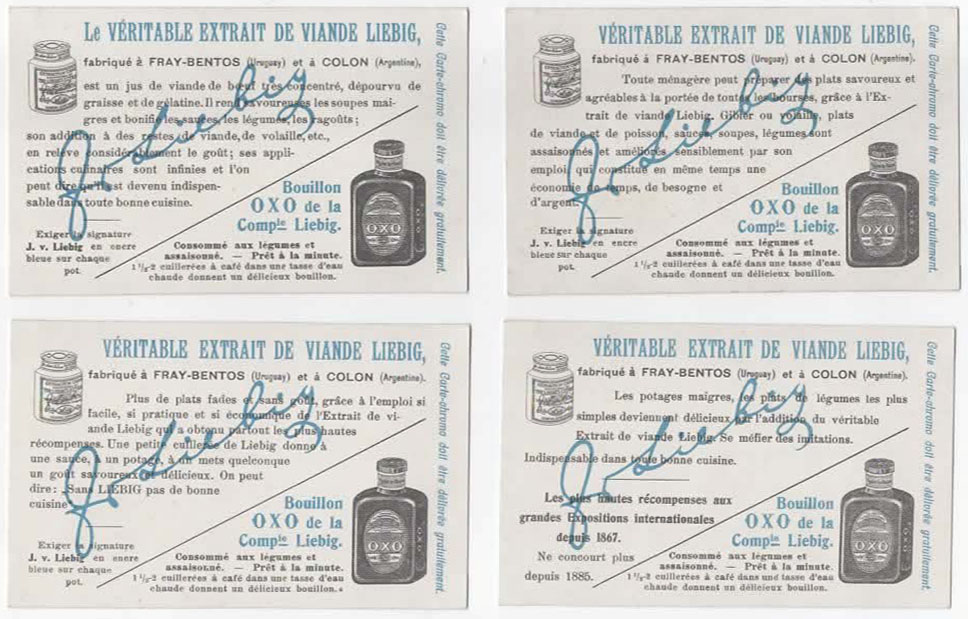 Le VÉRITABLE EXTRAIT DE VIANDE LIEBIG,
fabriqué à FRAY-BENTOS (Uruguay) et à COLON (Argentine),
est un jus de viande de bœuf très concentré, dépourvu de
graisse et de gélatine. Il rend savoureuses les soupes mai-
gres et bonifie les sauces, les légumes, les ragoûts ;
son addition à des restes de viande, de volaille, etc.,
en relève considérablement le goût ; ses appli-
cations culinaires sont infinies et l'on
peut dire qu'il est devenu indispen-
sable dans toute bonne cuisine.
Exiger la signature
J. v. Liebig en encre
bleue sur chaque
pot.
Bouillon
OXO de la
Compie Liebig.
Consommé aux légumes et
assaisonné. — Prêt à la minute.
1 1/2-2 cuillerées à café dans une tasse d'eau
chaude donnent un délicieux bouillon.
OXO
Cette Carte-chromo doit être délivrée gratuitement.
J v Liebig
VÉRITABLE EXTRAIT DE VIANDE LIEBIG,
fabriqué à FRAY-BENTOS (Uruguay) et à COLON (Argentine).
Toute ménagère peut préparer des plats savoureux et
agréables à la portée de toutes les bourses, grâce à l'Ex-
trait de viande Liebig. Gibier ou volaille, plats
de viande et de poisson, sauces, soupes, légumes sont
assaisonnés et améliorés sensiblement par son
emploi qui constitue en même temps une
économie de temps, de besogne et
d'argent.
Exiger la signature
J. v. Liebig en encre
bleue sur chaque
pot.
Bouillon
OXO de la
Compie Liebig.
Consommé aux légumes et
assaisonné. — Prêt à la minute.
1 1/2-2 cuillerées à café dans une tasse d'eau
chaude donnent un délicieux bouillon.
OXO
Cette Carte-chromo doit être délivrée gratuitement.
J v Liebig
VÉRITABLE EXTRAIT DE VIANDE LIEBIG,
fabriqué à FRAY-BENTOS (Uruguay) et à COLON (Argentine).
Plus de plats fades et sans goût, grâce à l'emploi si
facile, si pratique et si économique de l'Extrait de vi-
ande Liebig qui a obtenu partout les plus hautes
récompenses. Une petite cuillerée de Liebig donne à
une sauce, à un potage, à un mets quelconque
un goût savoureux et délicieux. On peut
dire : Sans LIEBIG pas de bonne
cuisine
Exiger la signature
J. v. Liebig en encre
bleue sur chaque
pot.
Bouillon
OXO de la
Compie Liebig.
Consommé aux légumes et
assaisonné. — Prêt à la minute.
1 1/2-2 cuillerées à café dans une tasse d'eau
chaude donnent un délicieux bouillon.
OXO
Cette Carte-chromo doit être délivrée gratuitement.
J v Liebig
VÉRITABLE EXTRAIT DE VIANDE LIEBIG,
fabriqué à FRAY-BENTOS (Uruguay) et à COLON (Argentine).
Les potages maigres, les plats de légumes les plus
simples deviennent délicieux par l'addition du véritable
Extrait de viande Liebig. Se méfier des imitations.
Indispensable dans toute bonne cuisine.
Les plus hautes récompenses aux
grandes Expositions internationales
depuis 1867.
Ne concourt plus
depuis 1885.
Bouillon
OXO de la
Compie Liebig.
Consommé aux légumes et
assaisonné. — Prêt à la minute.
1 1/2-2 cuillerées à café dans une tasse d'eau
chaude donnent un délicieux bouillon.
OXO
Cette Carte-chromo doit être délivrée gratuitement.
J v Liebig